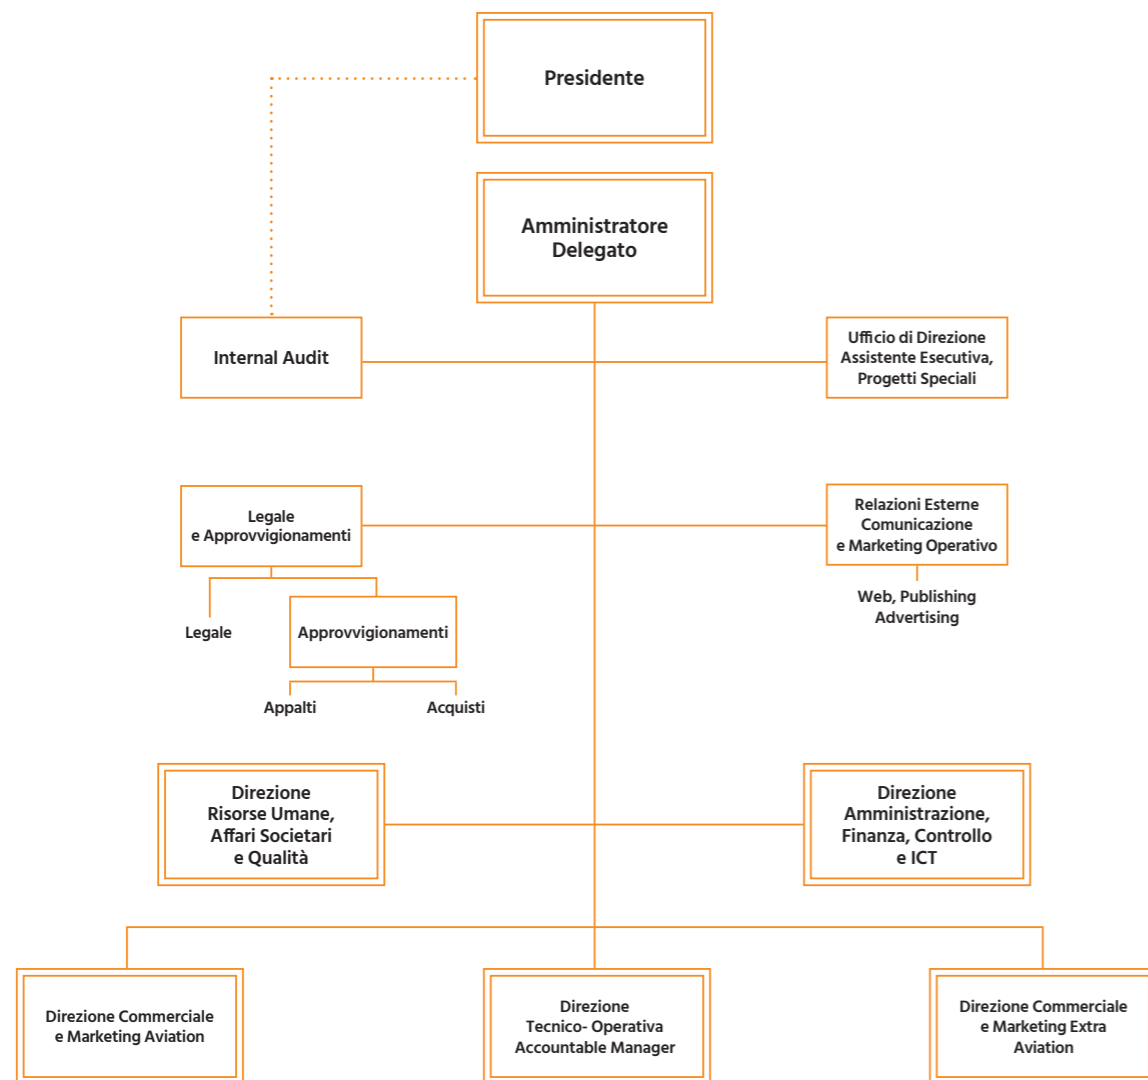 Presidente
Amministratore
Delegato
Internal Audit
Ufficio di Direzione
Assistente Esecutiva,
Progetti Speciali
Legale
e Approvvigionamenti
Relazioni Esterne
Comunicazione
e Marketing Operativo
Legale
Approvvigionamenti
Web, Publishing
Advertising
Appalti
Acquisti
Direzione
Risorse Umane,
Affari Societari
e Qualità
Direzione
Amministrazione,
Finanza, Controllo
e ICT
Direzione Commerciale
e Marketing Aviation
Direzione
Tecnico- Operativa
Accountable Manager
Direzione Commerciale
e Marketing Extra
Aviation